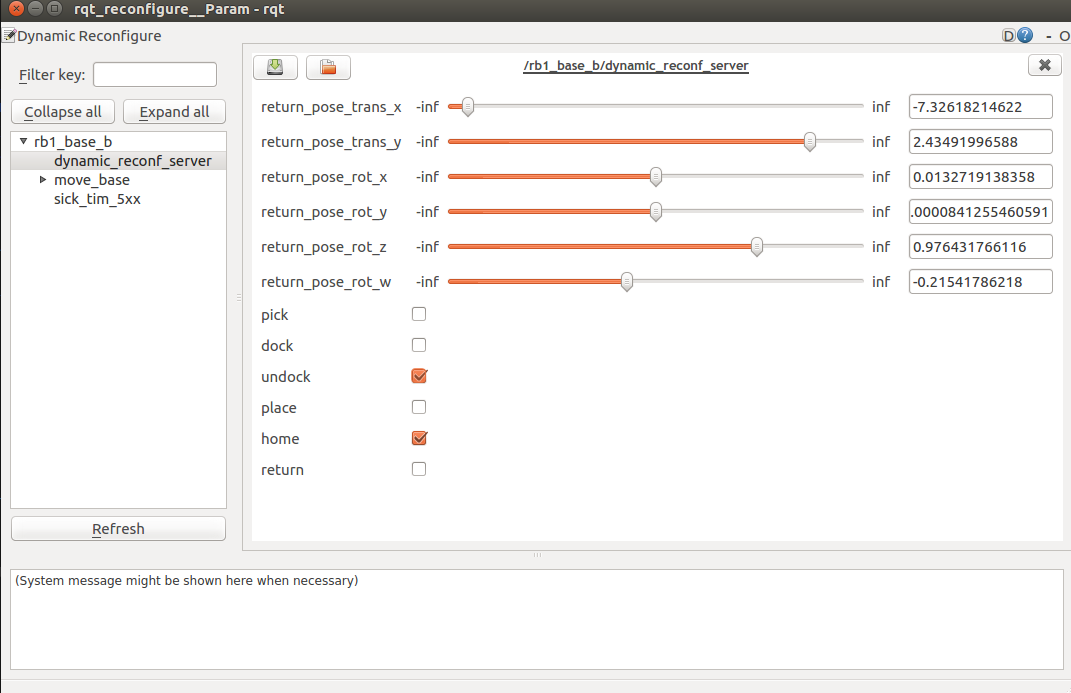 rqt_reconfigure__Param - rqt
Dynamic Reconfigure
D ? - O
Filter key:
Collapse all Expand all
rb1_base_b
dynamic_reconf_server
move_base
sick_tim_5xx
Refresh
/rb1_base_b/dynamic_reconf_server
return_pose_trans_x -inf inf -7.32618214622
return_pose_trans_y -inf inf 2.43491996588
return_pose_rot_x -inf inf 0.0132719138358
return_pose_rot_y -inf inf .0000841255460591
return_pose_rot_z -inf inf 0.976431766116
return_pose_rot_w -inf inf -0.21541786218
pick
dock
undock
place
home
return
(System message might be shown here when necessary)